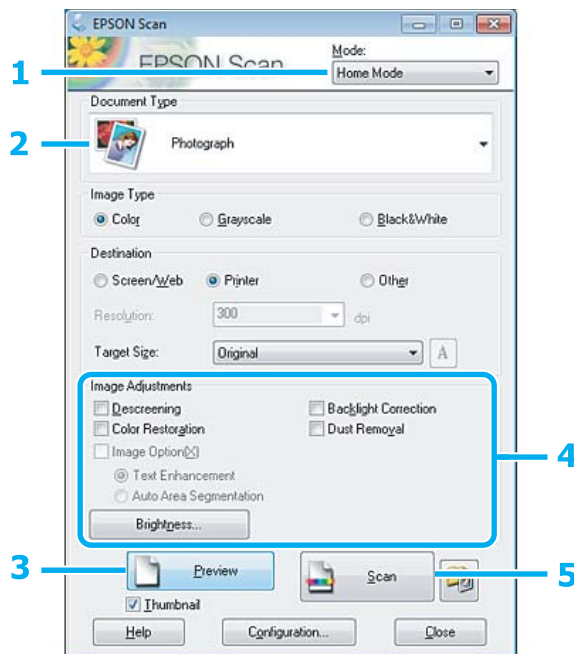 EPSON Scan
EPSON Scan
Mode:
1
Home Mode
Document Type
2
Photograph
Image Type
Color
Grayscale
Black&White
Destination
Screen/Web
Printer
Other
Resolution:
300
dpi
Target Size:
Original
A
Image Adjustments
Descreening
Backlight Correction
Color Restoration
Dust Removal
Image Option(X)
4
Text Enhancement
Auto Area Segmentation
Brightness...
3
Preview
Scan
5
Thumbnail
Help
Configuration...
Close